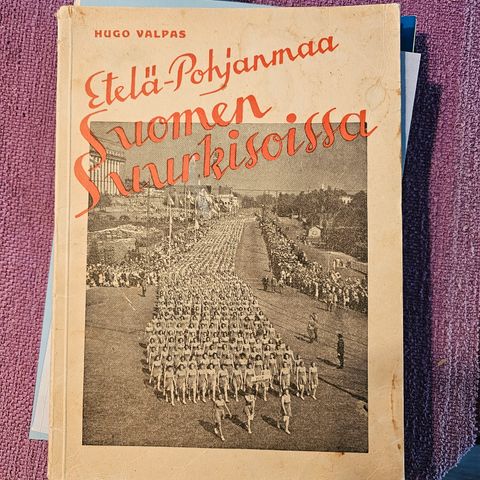 HUGO VALPAS
Etelä-Pohjanmaa
Suomen
Suurkisoissa